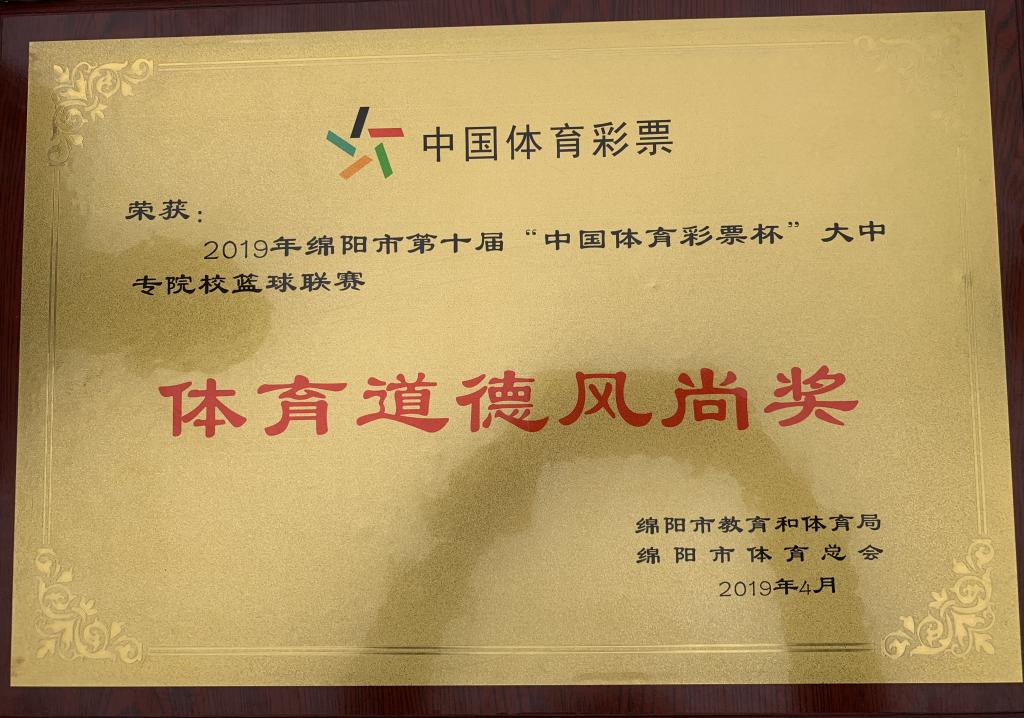 中国体育彩票
荣获：
2019年绵阳市第十届“中国体育彩票杯”大中
专院校篮球联赛
体育道德风尚奖
绵阳市教育和体育局
绵阳市体育总会
2019年4月